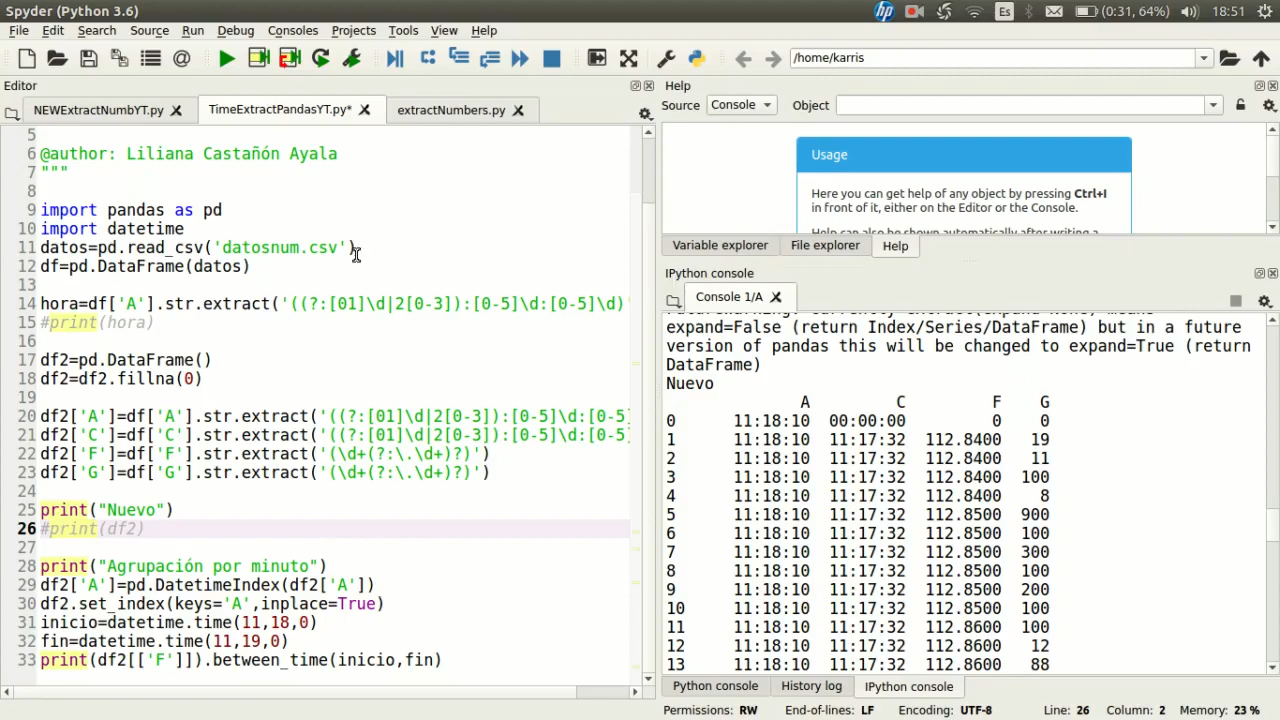 Spyder (Python 3.6)
hp
Es
(0:31, 64%)
18:51
File Edit Search Source Run Debug Consoles Projects Tools View Help
/home/karris
Editor
NEWExtractNumbYT.py
TimeExtractPandasYT.py*
extractNumbers.py
5
6 @author: Liliana Castañón Ayala
7 """
8
9 import pandas as pd
10 import datetime
11 datos=pd.read_csv('datosnum.csv')
12 df=pd.DataFrame(datos)
13
14 hora=df['A'].str.extract('((?:[01]\d|2[0-3]):[0-5]\d:[0-5]\d)'
15 #print(hora)
16
17 df2=pd.DataFrame()
18 df2=df2.fillna(0)
19
20 df2['A']=df['A'].str.extract('((?:[01]\d|2[0-3]):[0-5]\d:[0-5]
21 df2['C']=df['C'].str.extract('((?:[01]\d|2[0-3]):[0-5]\d:[0-5]
22 df2['F']=df['F'].str.extract('(\d+(?:\.\d+)?)')
23 df2['G']=df['G'].str.extract('(\d+(?:\.\d+)?)')
24
25 print("Nuevo")
26 #print(df2)
27
28 print("Agrupación por minuto")
29 df2['A']=pd.DatetimeIndex(df2['A'])
30 df2.set_index(keys='A',inplace=True)
31 inicio=datetime.time(11,18,0)
32 fin=datetime.time(11,19,0)
33 print(df2[['F']]).between_time(inicio,fin)
Help
Source Console Object
Usage
Here you can get help of any object by pressing Ctrl+I
in front of it, either on the Editor or the Console.
Help can also be shown automatically after writing a
Variable explorer File explorer Help
IPython console
Console 1/A
FutureWarning: currently extract(expand=None) means
expand=False (return Index/Series/DataFrame) but in a future
version of pandas this will be changed to expand=True (return
DataFrame)
Nuevo
A C F G
0 11:18:10 00:00:00 0 0
1 11:18:10 11:17:32 112.8400 19
2 11:18:10 11:17:32 112.8400 11
3 11:18:10 11:17:32 112.8400 100
4 11:18:10 11:17:32 112.8400 8
5 11:18:10 11:17:32 112.8500 900
6 11:18:10 11:17:32 112.8500 100
7 11:18:10 11:17:32 112.8500 300
8 11:18:10 11:17:32 112.8500 100
9 11:18:10 11:17:32 112.8500 200
10 11:18:10 11:17:32 112.8500 100
11 11:18:10 11:17:32 112.8600 100
12 11:18:10 11:17:32 112.8600 12
13 11:18:10 11:17:32 112.8600 88
Python console History log IPython console
Permissions: RW End-of-lines: LF Encoding: UTF-8 Line: 26 Column: 2 Memory: 23 %